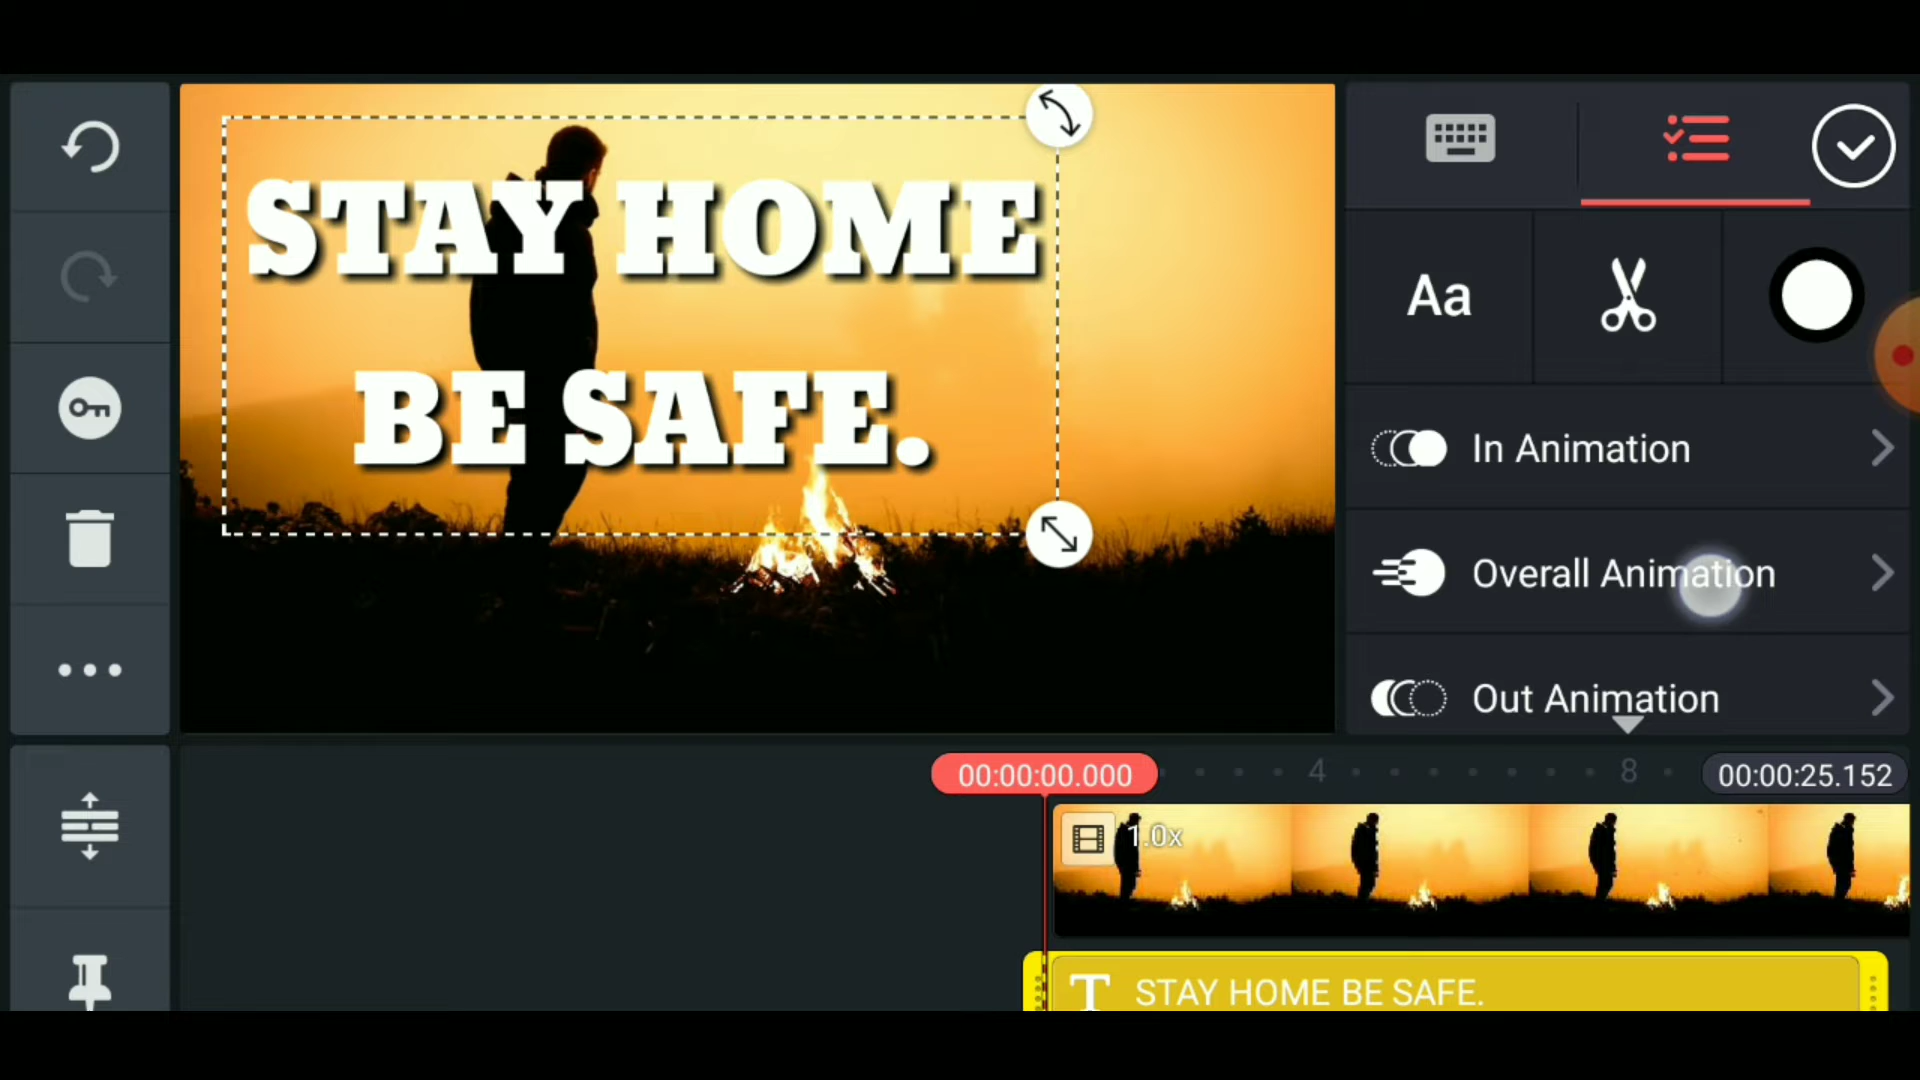 STAY HOME
BE SAFE.
Aa
In Animation
Overall Animation
Out Animation
00:00:00.000
4
8
00:00:25.152
1.0x
T STAY HOME BE SAFE.